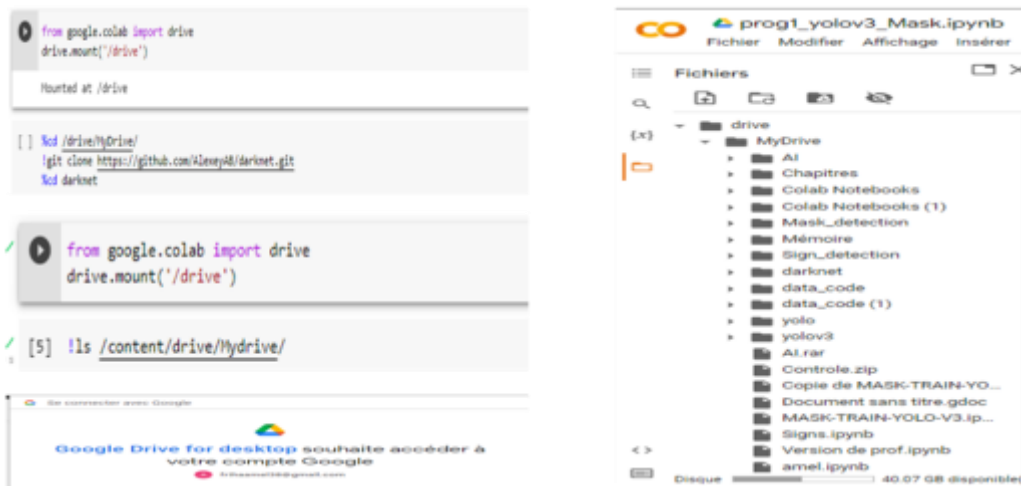 from google.colab import drive
drive.mount('/drive')
Mounted at /drive
[ ] %cd /drive/MyDrive/
!git clone https://github.com/AlexeyAB/darknet.git
%cd darknet
from google.colab import drive
drive.mount('/drive')
[5] !ls /content/drive/Mydrive/
Se connecter avec Google
Google Drive for desktop souhaite accéder à
votre compte Google
prog1_yolov3_Mask.ipynb
Fichier Modifier Affichage Insérer
Fichiers
{x}
drive
MyDrive
AI
Chapitres
Colab Notebooks
Colab Notebooks (1)
Mask_detection
Mémoire
Sign_detection
darknet
data_code
data_code (1)
yolo
yolov3
AI.rar
Controle.zip
Copie de MASK-TRAIN-YO...
Document sans titre.gdoc
MASK-TRAIN-YOLO-V3.ip...
Signs.ipynb
Version de prof.ipynb
amel.ipynb
Disque 40.07 GB disponible(